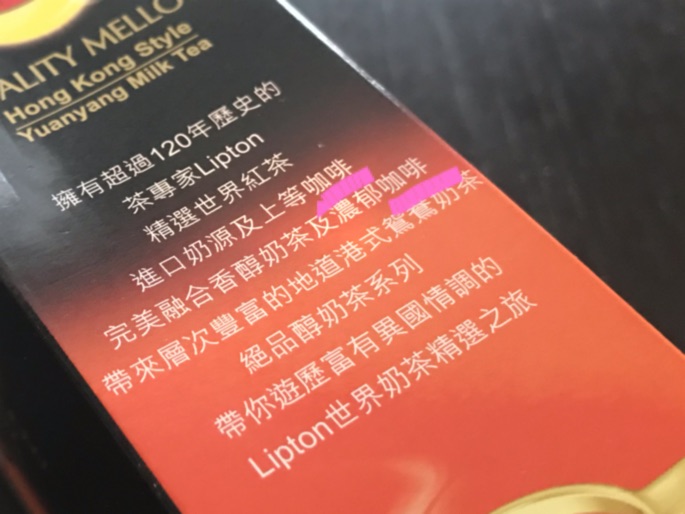 ALITY MELLO
Hong Kong Style
Yuanyang Milk Tea
擁有超過120年歷史的
茶專家Lipton
精選世界紅茶
進口奶源及上等咖啡
完美融合香醇奶茶及濃郁咖啡
帶來層次豐富的地道港式鴛鴦奶茶
絕品醇奶茶系列
帶你遊歷富有異國情調的
Lipton世界奶茶精選之旅